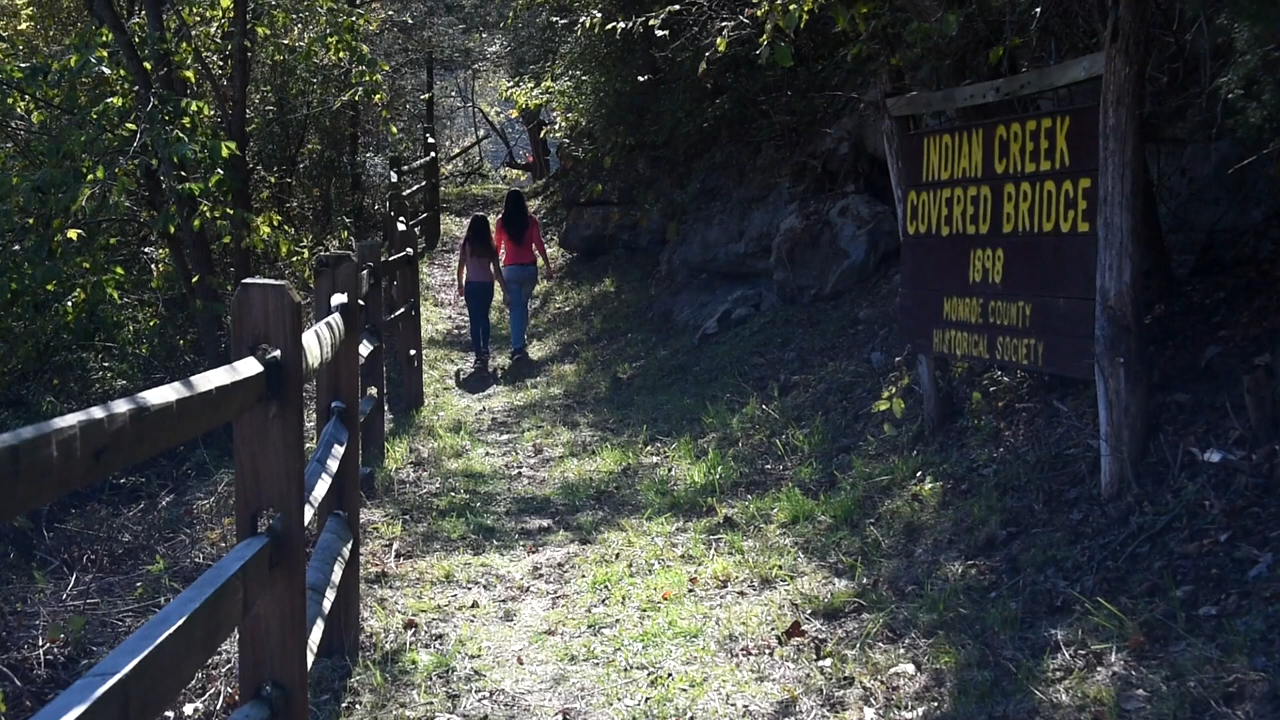 INDIAN CREEK
COVERED BRIDGE
1898
MONROE COUNTY
HISTORICAL SOCIETY